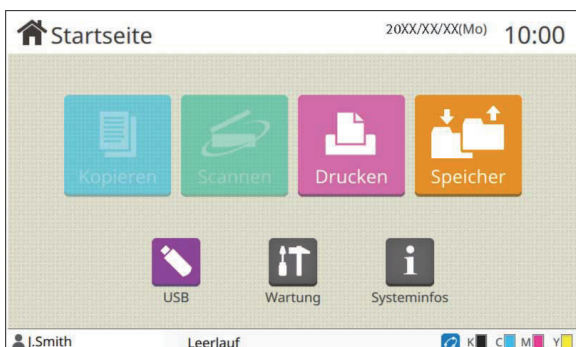 Startseite 20XX/XX/XX(Mo) 10:00
Kopieren Scannen Drucken Speicher
USB Wartung Systeminfos
J.Smith Leerlauf K C M Y